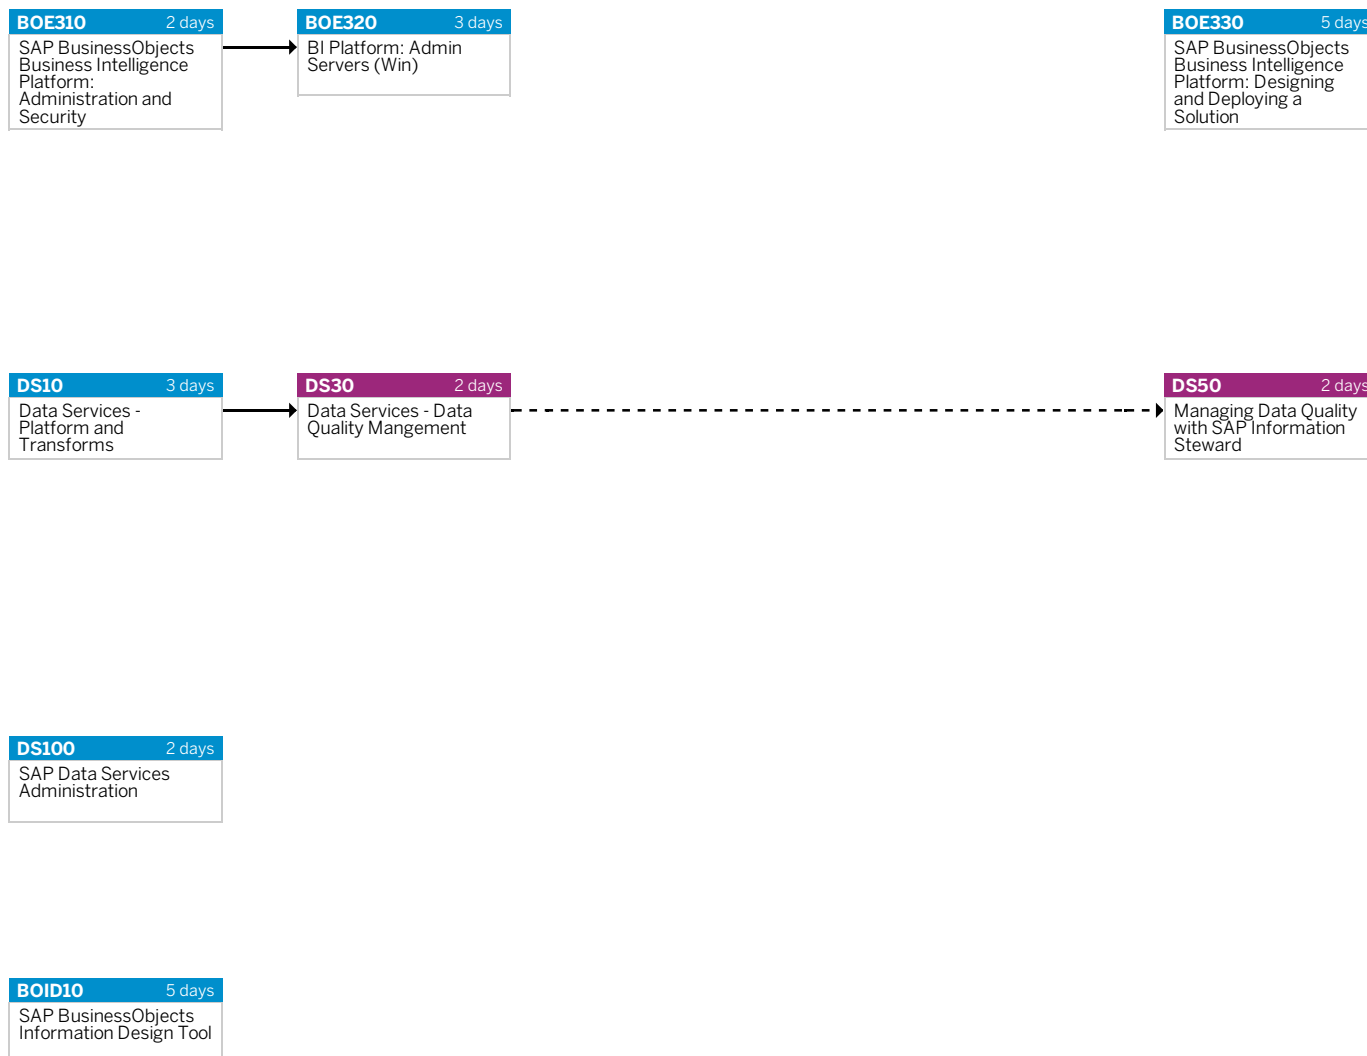 BOE310 2 days
SAP BusinessObjects
Business Intelligence
Platform:
Administration and
Security
BOE320 3 days
BI Platform: Admin
Servers (Win)
BOE330 5 days
SAP BusinessObjects
Business Intelligence
Platform: Designing
and Deploying a
Solution
DS10 3 days
Data Services -
Platform and
Transforms
DS30 2 days
Data Services - Data
Quality Mangement
DS50 2 days
Managing Data Quality
with SAP Information
Steward
DS100 2 days
SAP Data Services
Administration
BOID10 5 days
SAP BusinessObjects
Information Design Tool